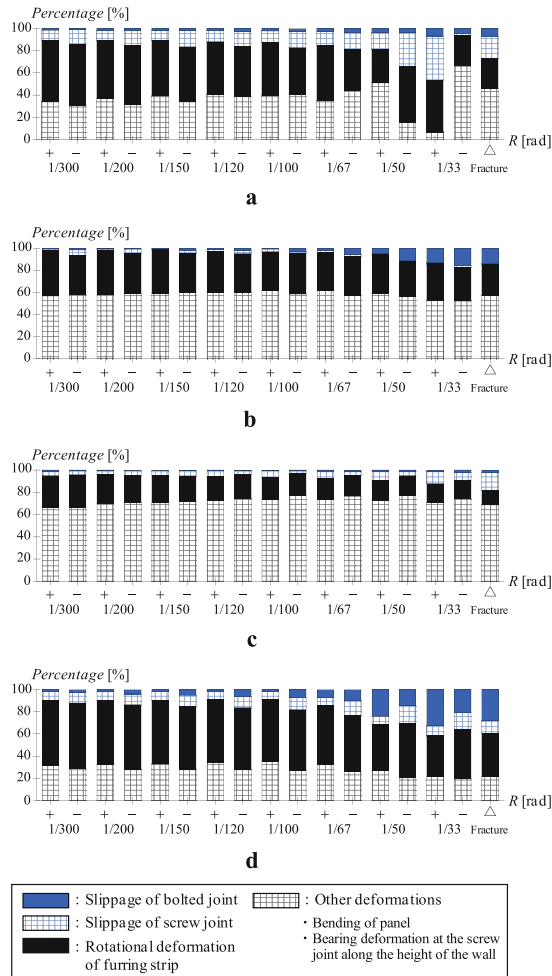 Percentage [%]
100
80
60
40
20
0
R [rad]
+ − + − + − + − + − + − + − + − △
1/300 1/200 1/150 1/120 1/100 1/67 1/50 1/33 Fracture
a
Percentage [%]
100
80
60
40
20
0
R [rad]
+ − + − + − + − + − + − + − + − △
1/300 1/200 1/150 1/120 1/100 1/67 1/50 1/33 Fracture
b
Percentage [%]
100
80
60
40
20
0
R [rad]
+ − + − + − + − + − + − + − + − △
1/300 1/200 1/150 1/120 1/100 1/67 1/50 1/33 Fracture
c
Percentage [%]
100
80
60
40
20
0
R [rad]
+ − + − + − + − + − + − + − + − △
1/300 1/200 1/150 1/120 1/100 1/67 1/50 1/33 Fracture
d
: Slippage of bolted joint
: Slippage of screw joint
: Rotational deformation
of furring strip
: Other deformations
・Bending of panel
・Bearing deformation at the screw
joint along the height of the wall